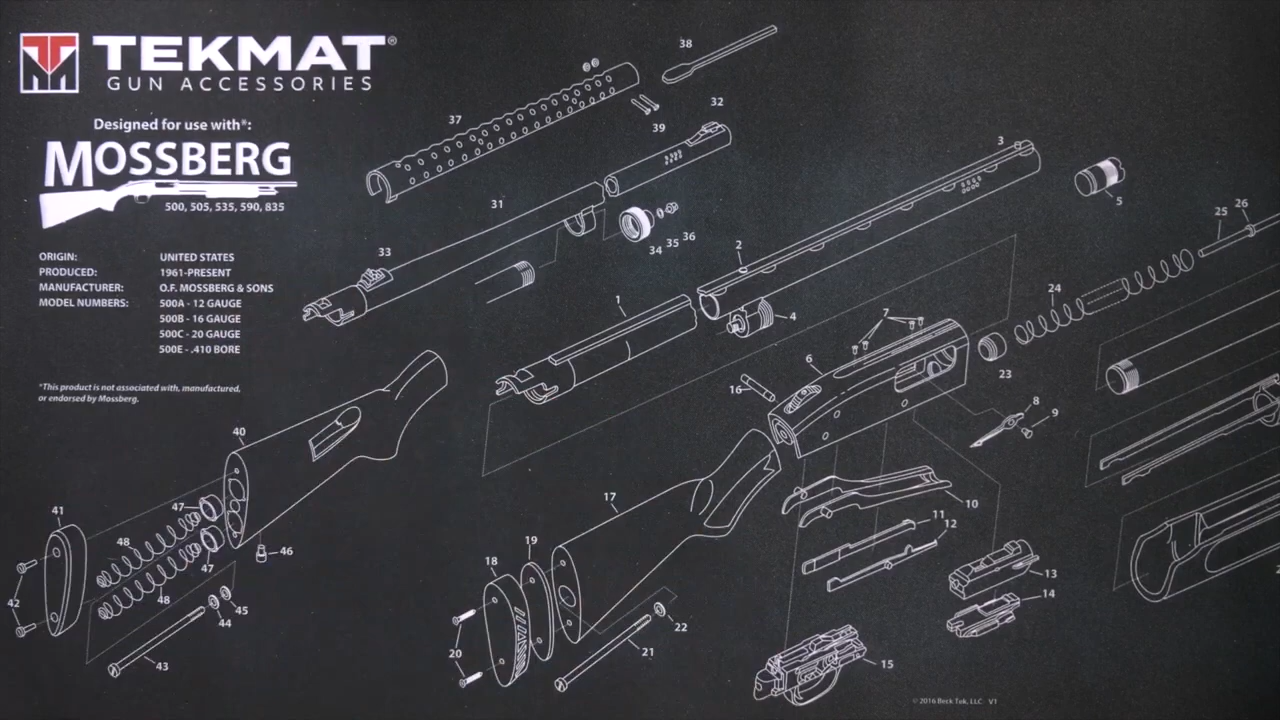 TEKMAT®
GUN ACCESSORIES
Designed for use with*:
MOSSBERG
500, 505, 535, 590, 835
ORIGIN: UNITED STATES
PRODUCED: 1961-PRESENT
MANUFACTURER: O.F. MOSSBERG & SONS
MODEL NUMBERS: 500A - 12 GAUGE
500B - 16 GAUGE
500C - 20 GAUGE
500E - .410 BORE
*This product is not associated with, manufactured,
or endorsed by Mossberg.
38
32
37
39
3
5
31
26
25
34 35 36
33
2
24
1
4
7
6
23
16
8
9
40
17
10
41
47
11
12
48
19
46
18
47
13
42
48
45
14
44
22
20
21
43
15
© 2016 Beck Tek, LLC V1